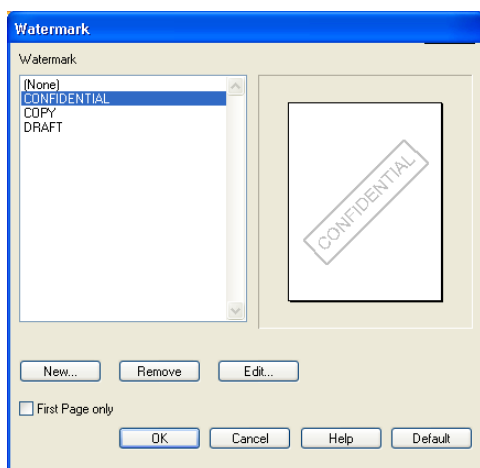 Watermark
Watermark
(None)
CONFIDENTIAL
COPY
DRAFT
CONFIDENTIAL
New... Remove Edit...
First Page only
OK Cancel Help Default